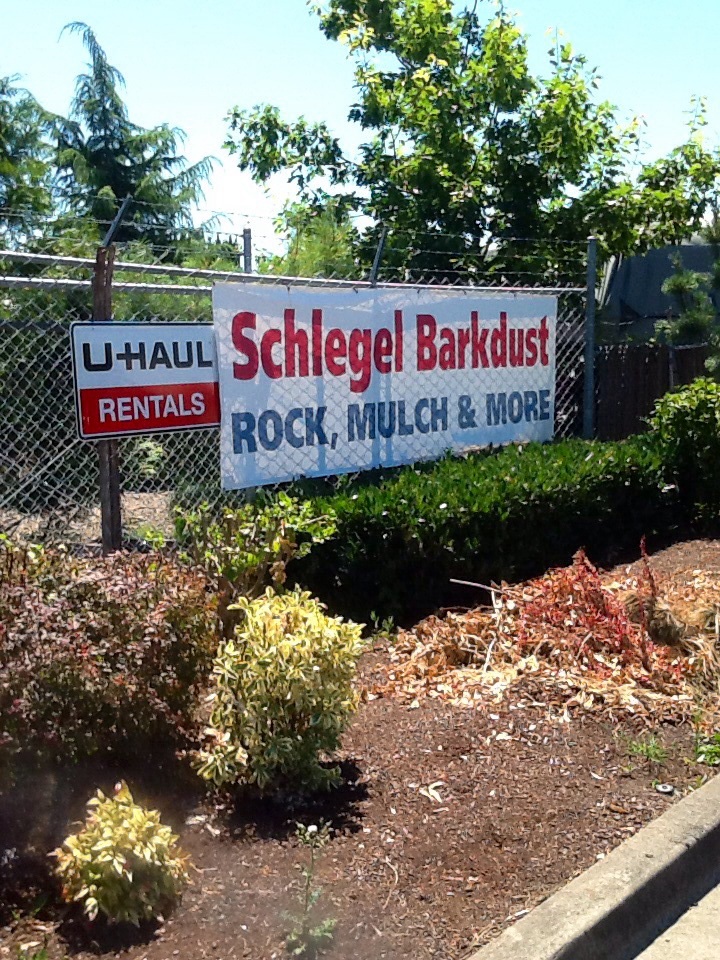 U-HAUL
RENTALS
Schlegel Barkdust
ROCK, MULCH & MORE